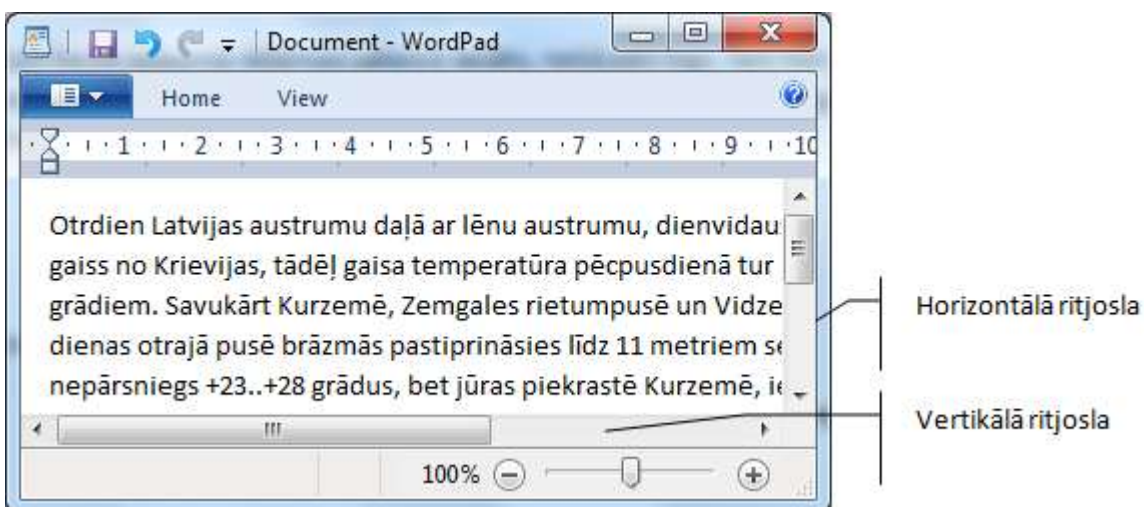 Document - WordPad
Home View
1 2 3 4 5 6 7 8 9 10
Otrdien Latvijas austrumu daļā ar lēnu austrumu, dienvidau
gaiss no Krievijas, tādēļ gaisa temperatūra pēcpusdienā tur
grādiem. Savukārt Kurzemē, Zemgales rietumpusē un Vidze
dienas otrajā pusē brāzmās pastiprināsies līdz 11 metriem se
nepārsniegs +23..+28 grādus, bet jūras piekrastē Kurzemē, ie
100%
Horizontālā ritjosla
Vertikālā ritjosla